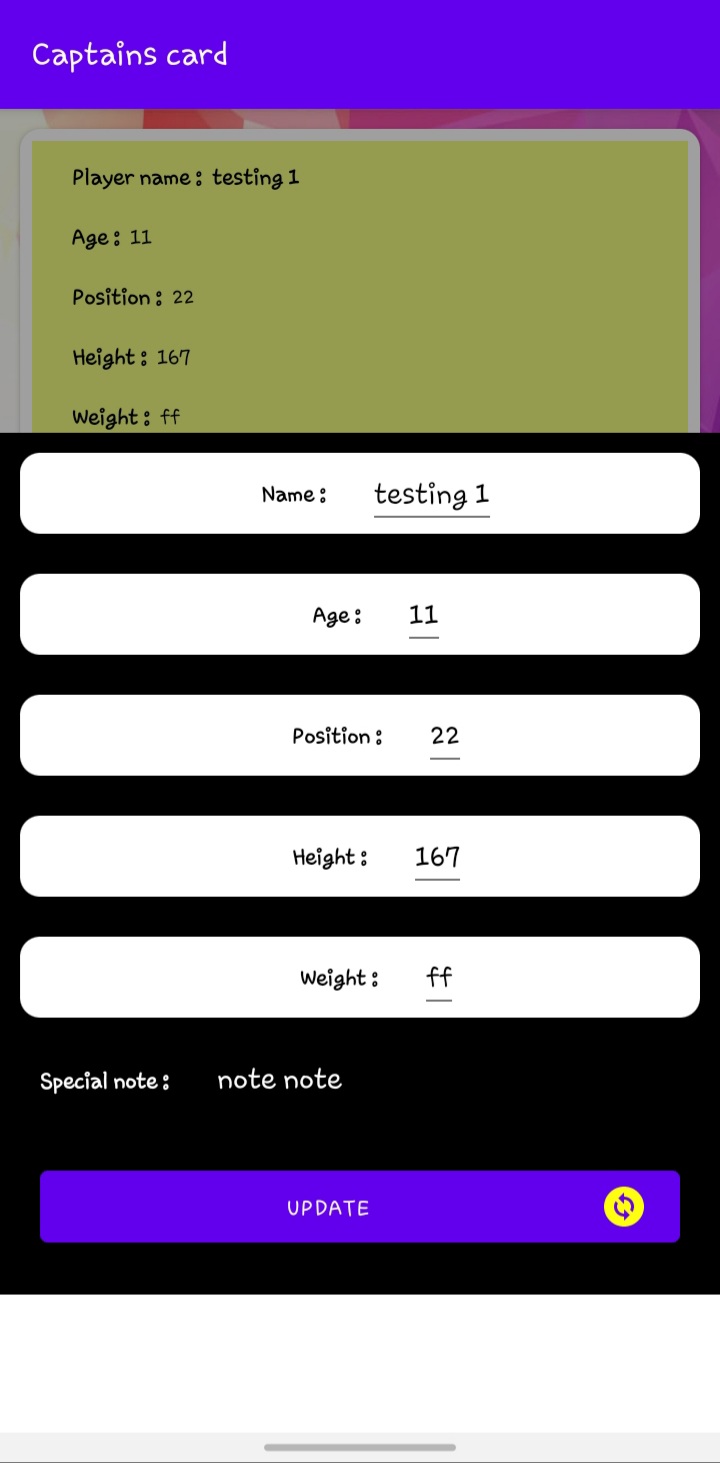 Captains card
Player name : testing 1
Age : 11
Position : 22
Height : 167
Weight : ff
Name : testing 1
Age : 11
Position : 22
Height : 167
Weight : ff
Special note : note note
UPDATE